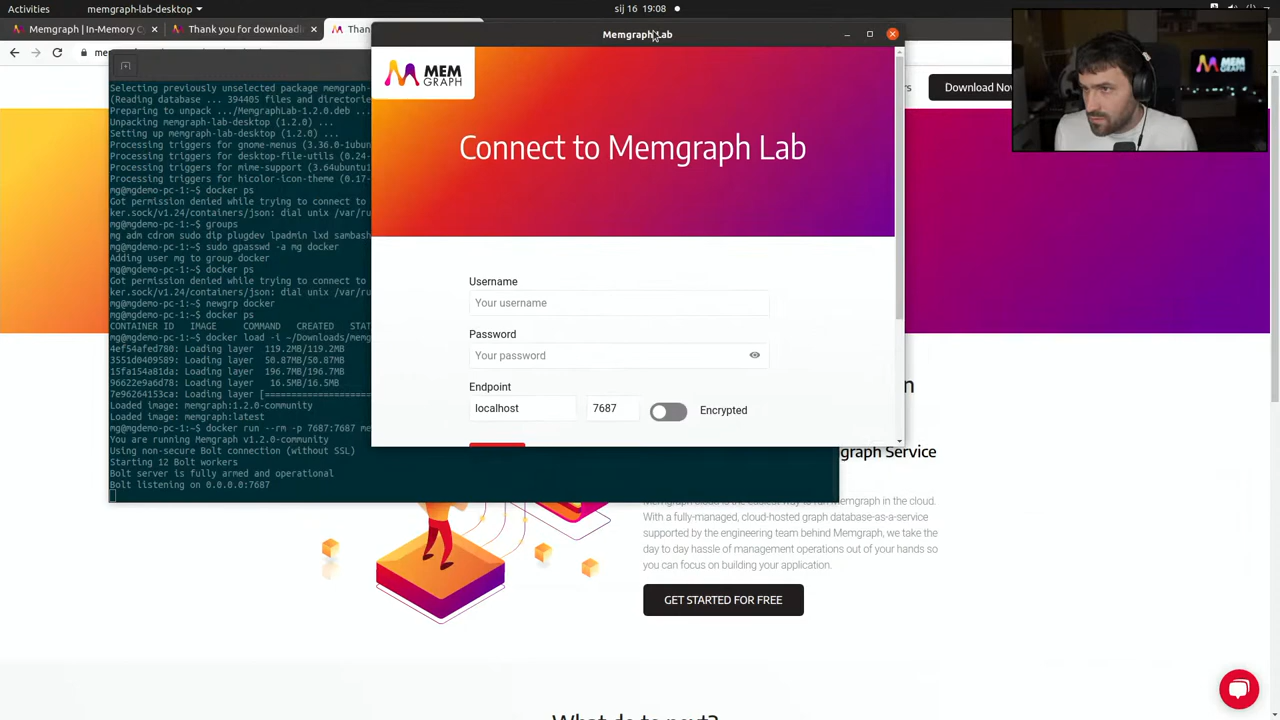 Activities
memgraph-lab-desktop
sij 16 19:08
Memgraph | In-Memory Cy
Thank you for downloadi
Than
Memgraph Lab
Download Now
MEM
GRAPH
MEMGRAPH
Connect to Memgraph Lab
Username
Your username
Password
Your password
Endpoint
localhost
7687
Encrypted
Selecting previously unselected package memgraph-
(Reading database ... 394405 files and directorie
Preparing to unpack .../MemgraphLab-1.2.0.deb ...
Unpacking memgraph-lab-desktop (1.2.0) ...
Setting up memgraph-lab-desktop (1.2.0) ...
Processing triggers for gnome-menus (3.36.0-1ubun
Processing triggers for desktop-file-utils (0.24-
Processing triggers for mime-support (3.64ubuntu1
Processing triggers for hicolor-icon-theme (0.17-
mg@mgdemo-pc-1:~$ docker ps
Got permission denied while trying to connect to
ker.sock/v1.24/containers/json: dial unix /var/ru
mg@mgdemo-pc-1:~$ groups
mg adm cdrom sudo dip plugdev lpadmin lxd sambash
mg@mgdemo-pc-1:~$ sudo gpasswd -a mg docker
Adding user mg to group docker
mg@mgdemo-pc-1:~$ docker ps
Got permission denied while trying to connect to
ker.sock/v1.24/containers/json: dial unix /var/ru
mg@mgdemo-pc-1:~$ newgrp docker
mg@mgdemo-pc-1:~$ docker ps
CONTAINER ID IMAGE COMMAND CREATED STAT
mg@mgdemo-pc-1:~$ docker load -i ~/Downloads/memg
4ef54afed780: Loading layer 119.2MB/119.2MB
3551d0409589: Loading layer 50.87MB/50.87MB
15fa154a81da: Loading layer 196.7MB/196.7MB
96622e9a6d78: Loading layer 16.5MB/16.5MB
7e96264153ca: Loading layer [===================
Loaded image: memgraph:1.2.0-community
Loaded image: memgraph:latest
mg@mgdemo-pc-1:~$ docker run --rm -p 7687:7687 me
You are running Memgraph v1.2.0-community
Using non-secure Bolt connection (without SSL)
Starting 12 Bolt workers
Bolt server is fully armed and operational
Bolt listening on 0.0.0.0:7687
graph Service
Memgraph cloud is the easiest way to run Memgraph in the cloud.
With a fully-managed, cloud-hosted graph database-as-a-service
supported by the engineering team behind Memgraph, we take the
day to day hassle of management operations out of your hands so
you can focus on building your application.
GET STARTED FOR FREE
What do to next?